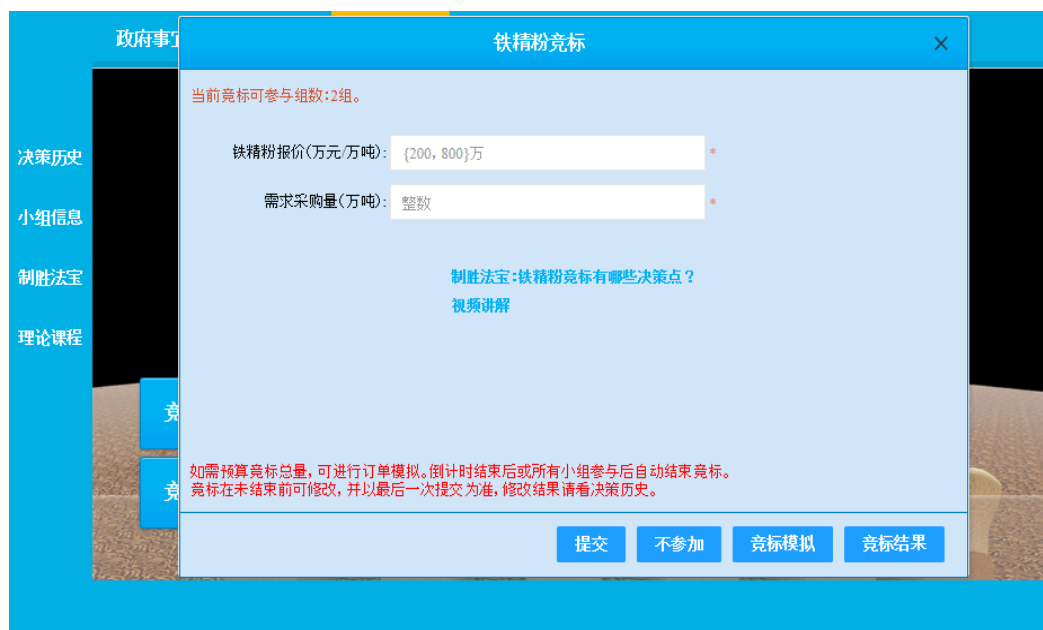 政府事宜
铁精粉竞标
×
当前竞标可参与组数:2组。
决策历史
铁精粉报价(万元/万吨): {200, 800}万 *
需求采购量(万吨): 整数 *
小组信息
制胜法宝
制胜法宝:铁精粉竞标有哪些决策点？
视频讲解
理论课程
竞
如需预算竞标总量, 可进行订单模拟。倒计时结束后或所有小组参与后自动结束竞标。
竞
竞标在未结束前可修改, 并以最后一次提交为准, 修改结果请看决策历史。
提交 不参加 竞标模拟 竞标结果